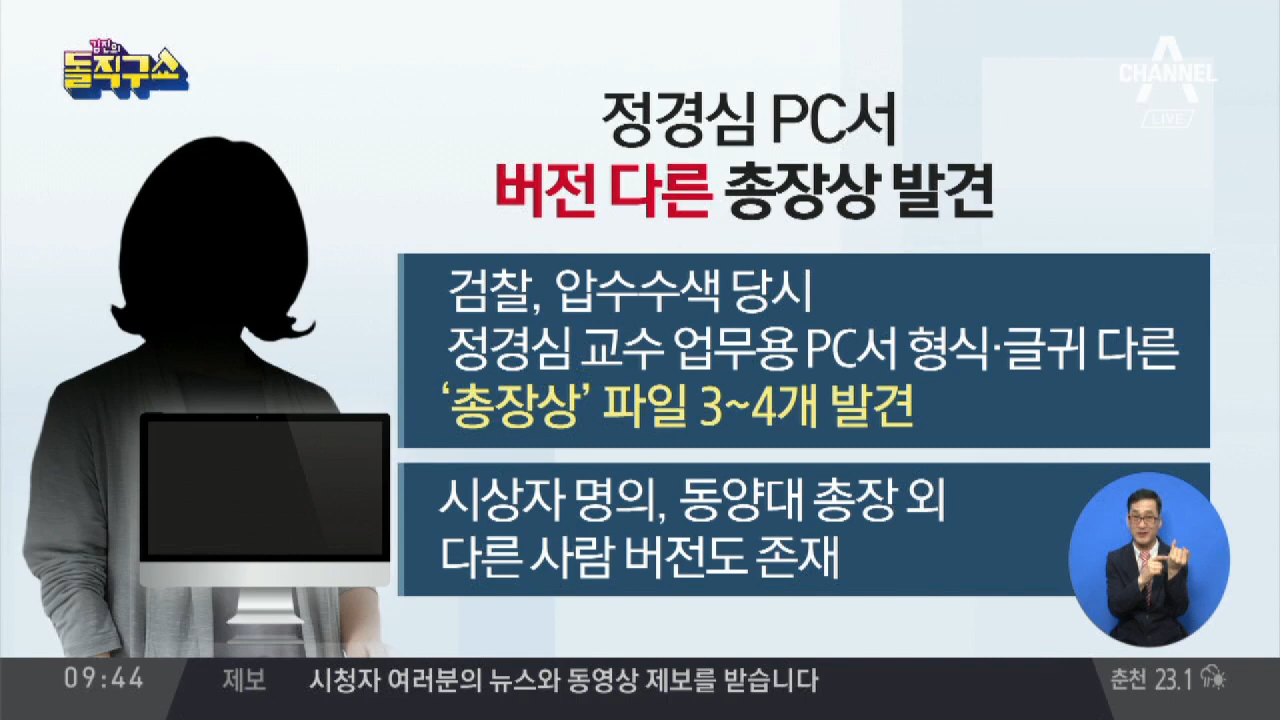 김진의
돌직구쇼
CHANNEL A
LIVE
정경심 PC서
버전 다른 총장상 발견
검찰, 압수수색 당시
정경심 교수 업무용 PC서 형식·글귀 다른
‘총장상’ 파일 3~4개 발견
시상자 명의, 동양대 총장 외
다른 사람 버전도 존재
09:44 제보 시청자 여러분의 뉴스와 동영상 제보를 받습니다 춘천 23.1